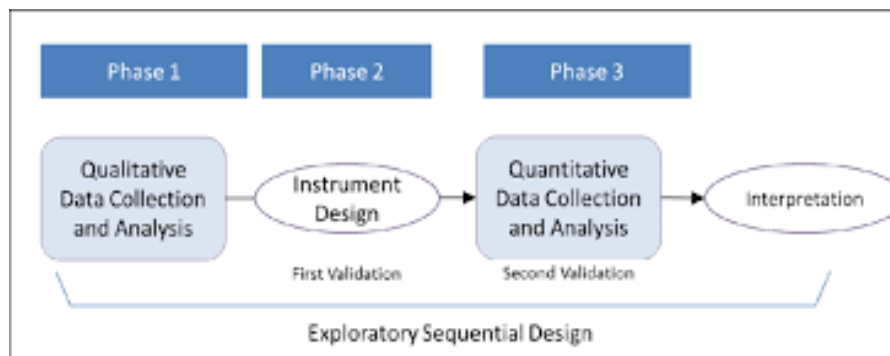 Phase 1
Phase 2
Phase 3
Qualitative
Data Collection
and Analysis
Instrument
Design
Quantitative
Data Collection
and Analysis
Interpretation
First Validation
Second Validation
Exploratory Sequential Design